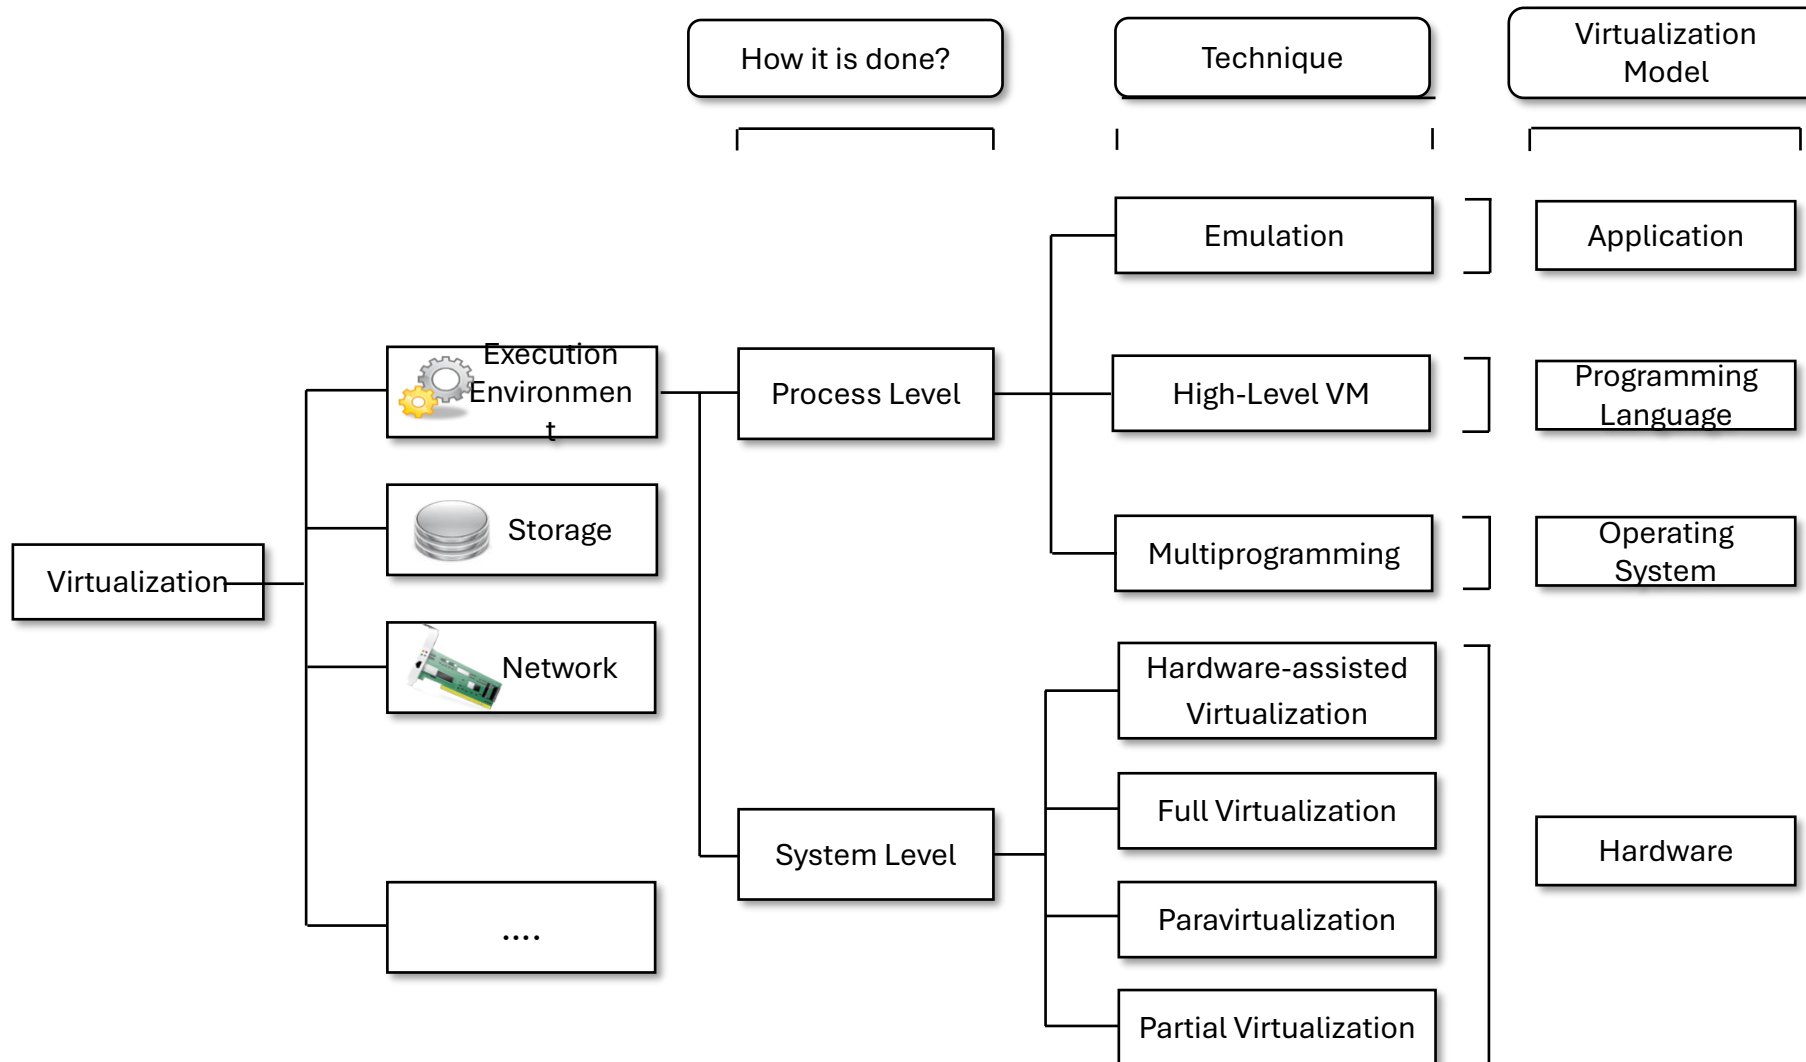 How it is done?
Technique
Virtualization
Model
Emulation
Application
Execution
Environmen
t
Process Level
High-Level VM
Programming
Language
Storage
Multiprogramming
Operating
System
Virtualization
Network
Hardware-assisted
Virtualization
Full Virtualization
System Level
Hardware
Paravirtualization
....
Partial Virtualization